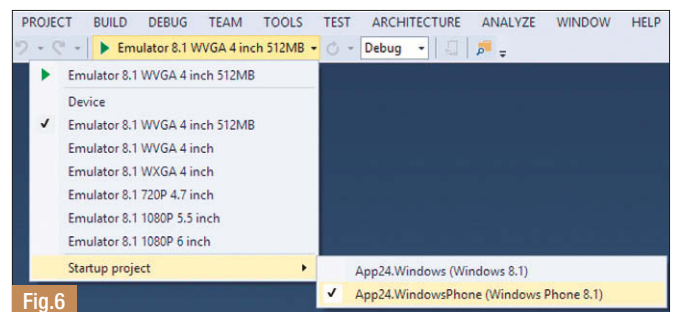 PROJECT BUILD DEBUG TEAM TOOLS TEST ARCHITECTURE ANALYZE WINDOW HELP
Emulator 8.1 WVGA 4 inch 512MB Debug
Emulator 8.1 WVGA 4 inch 512MB
Device
Emulator 8.1 WVGA 4 inch 512MB
Emulator 8.1 WVGA 4 inch
Emulator 8.1 WXGA 4 inch
Emulator 8.1 720P 4.7 inch
Emulator 8.1 1080P 5.5 inch
Emulator 8.1 1080P 6 inch
Startup project
App24.Windows (Windows 8.1)
App24.WindowsPhone (Windows Phone 8.1)
Fig.6